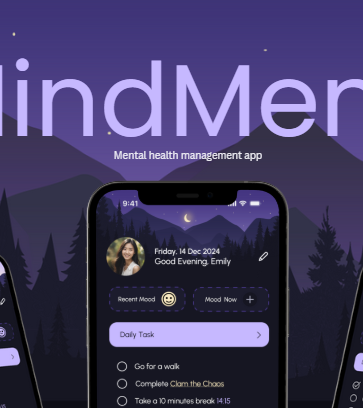 indMen
Mental health management app
9:41
Friday, 14 Dec 2024
Good Evening, Emily
Recent Mood
Mood Now +
Daily Task
Go for a walk
Complete Clam the Chaos
Take a 10 minutes break 14:15